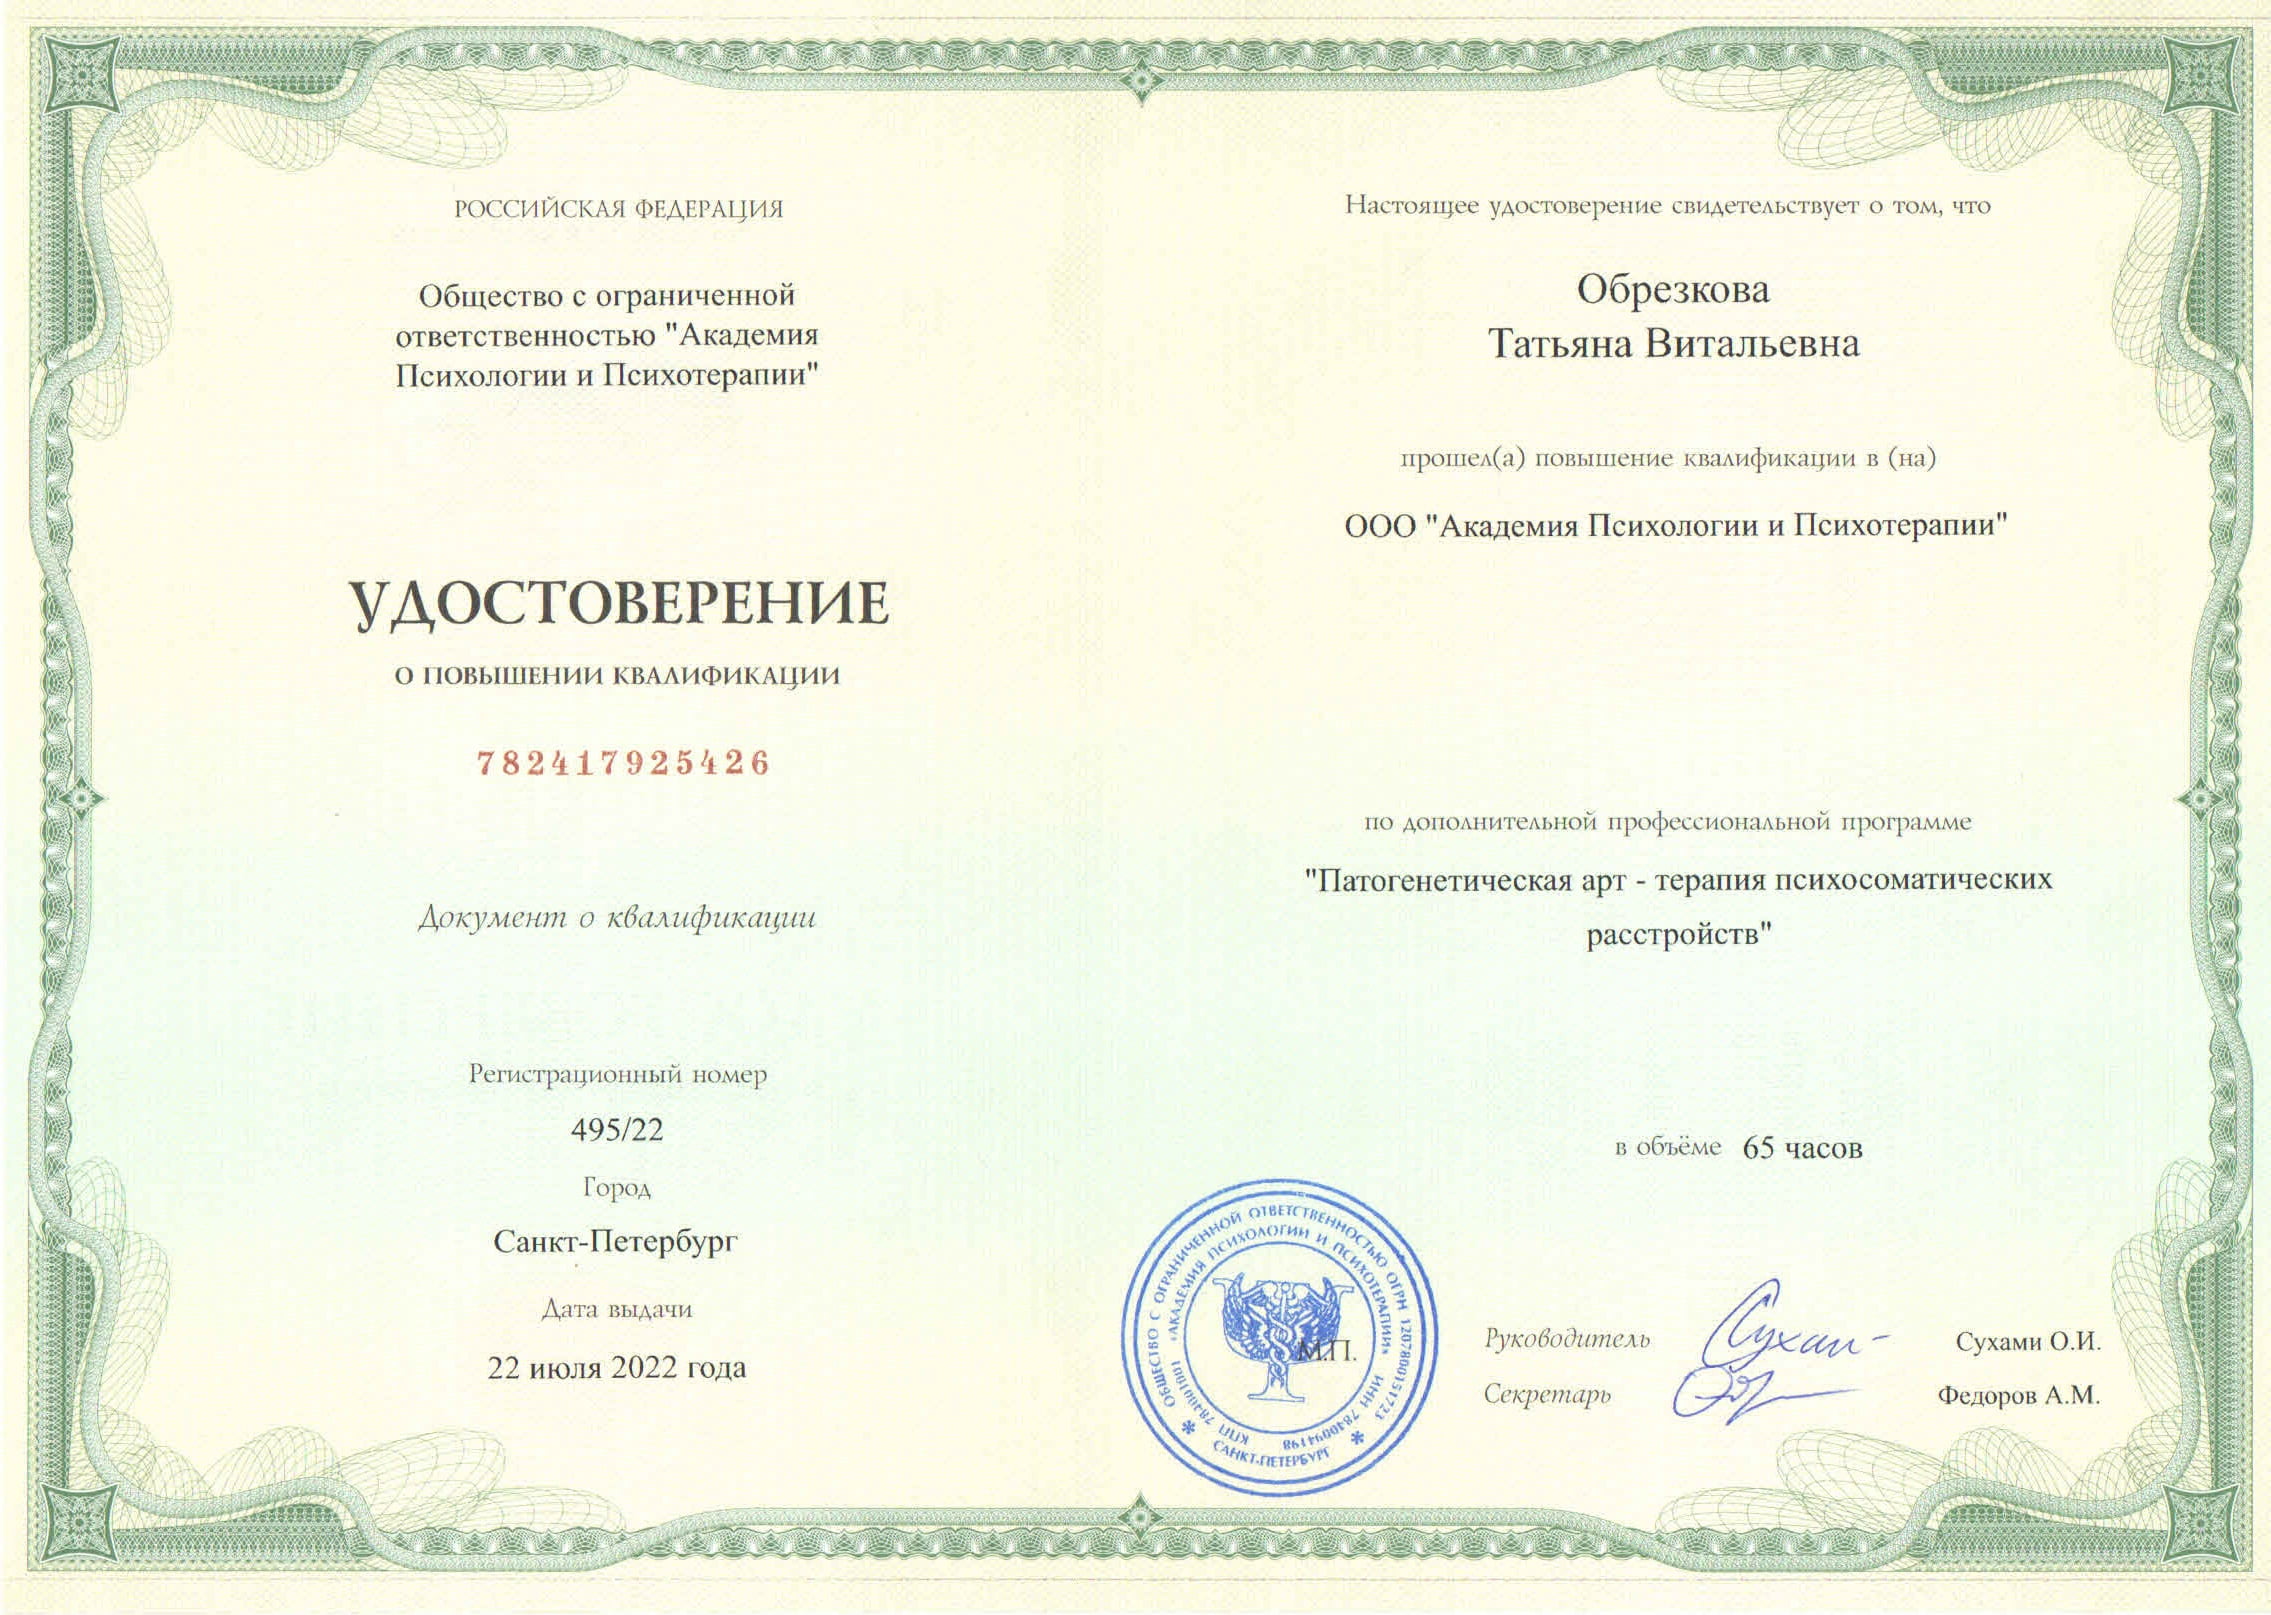 РОССИЙСКАЯ ФЕДЕРАЦИЯ
Общество с ограниченной
ответственностью "Академия
Психологии и Психотерапии"
УДОСТОВЕРЕНИЕ
О ПОВЫШЕНИИ КВАЛИФИКАЦИИ
782417925426
Документ о квалификации
Регистрационный номер
495/22
Город
Санкт-Петербург
Дата выдачи
22 июля 2022 года
Настоящее удостоверение свидетельствует о том, что
Обрезкова
Татьяна Витальевна
прошел(а) повышение квалификации в (на)
ООО "Академия Психологии и Психотерапии"
по дополнительной профессиональной программе
"Патогенетическая арт - терапия психосоматических
расстройств"
в объёме 65 часов
ОБЩЕСТВО С ОГРАНИЧЕННОЙ ОТВЕТСТВЕННОСТЬЮ ОГРН 1207800151723
«АКАДЕМИЯ ПСИХОЛОГИИ И ПСИХОТЕРАПИИ» ИНН 7840094198 КПП 784001001
САНКТ-ПЕТЕРБУРГ
М.П.
Руководитель Сухами О.И.
Секретарь Федоров А.М.